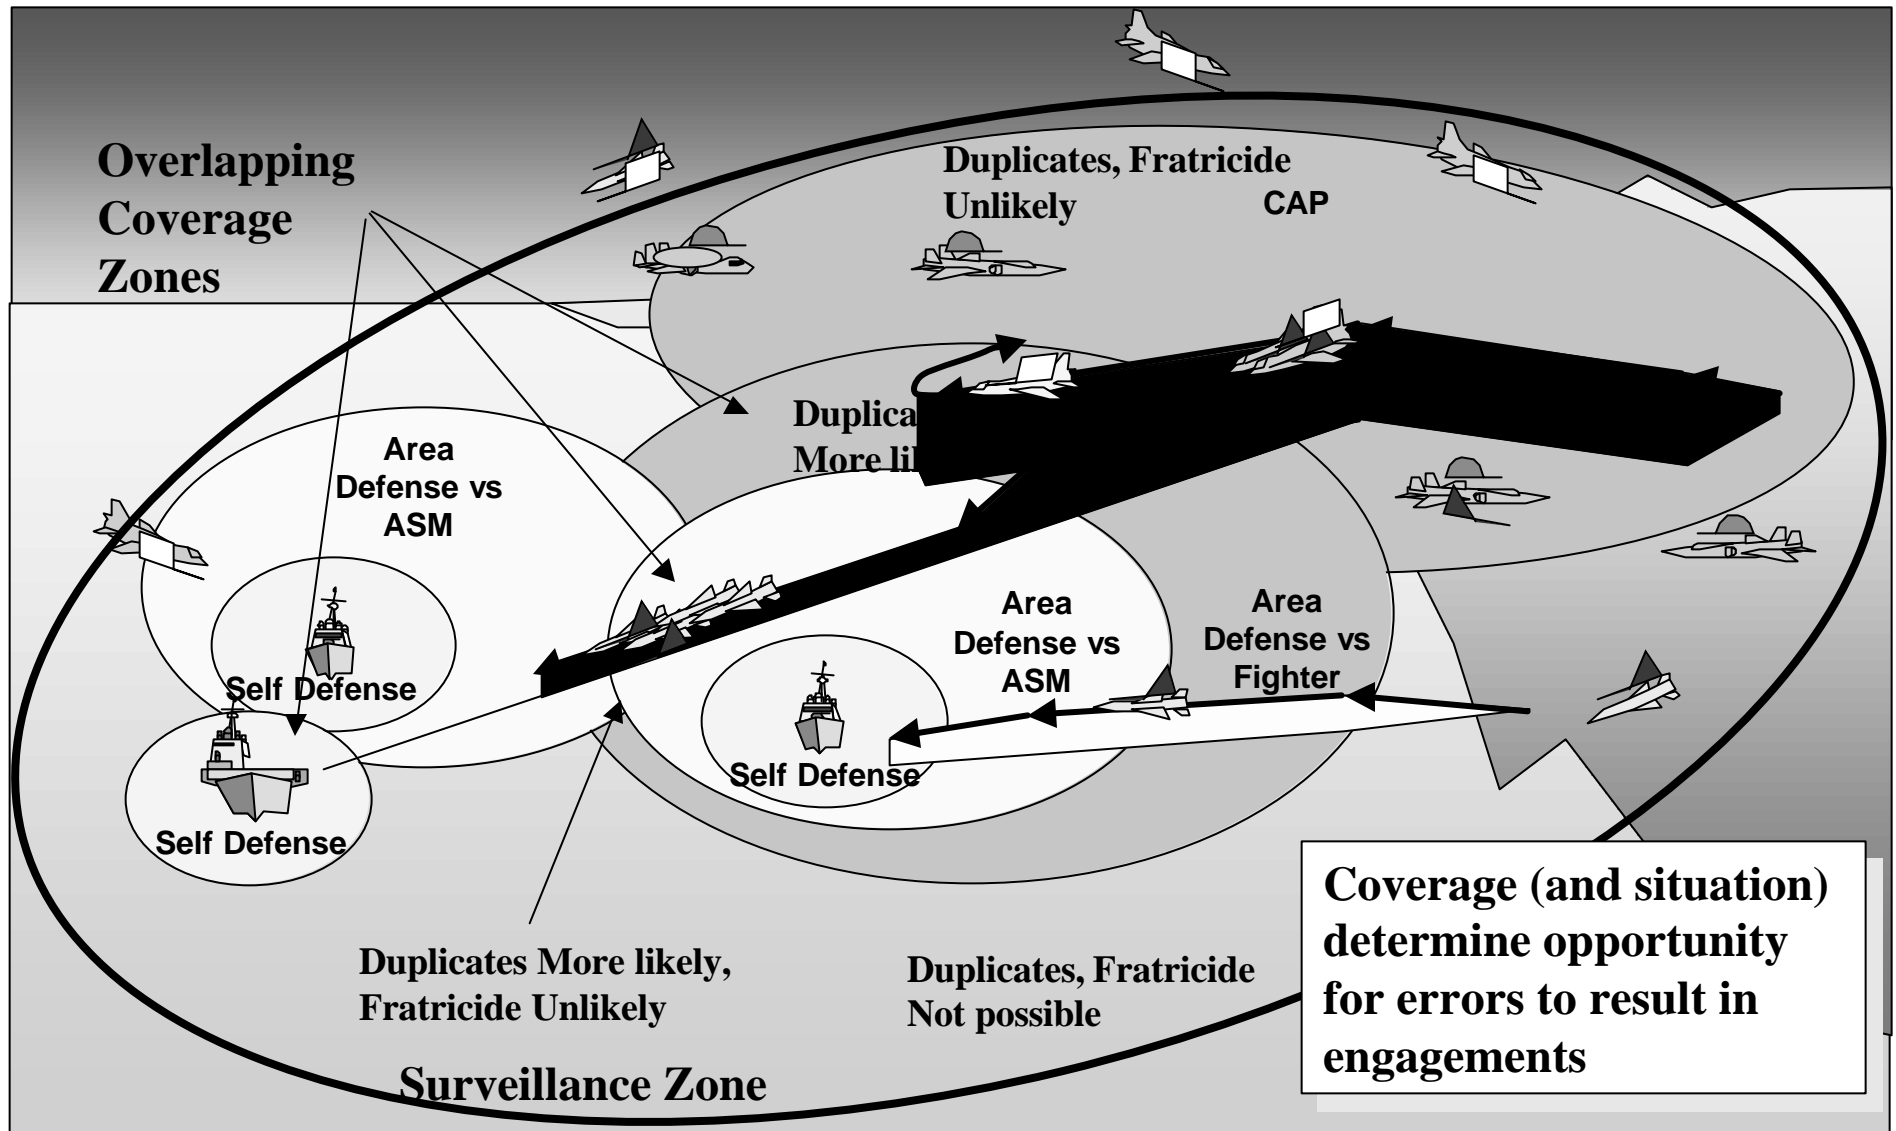 Overlapping
Coverage
Zones
Duplicates, Fratricide
Unlikely
CAP
More
Area
Defense vs
ASM
Self Defense
Area
Defense vs
ASM
Area
Defense vs
Fighter
Self Defense
Self Defense
Duplicates More likely,
Fratricide Unlikely
Duplicates, Fratricide
Not possible
Surveillance Zone
Coverage (and situation)
determine opportunity
for errors to result in
engagements